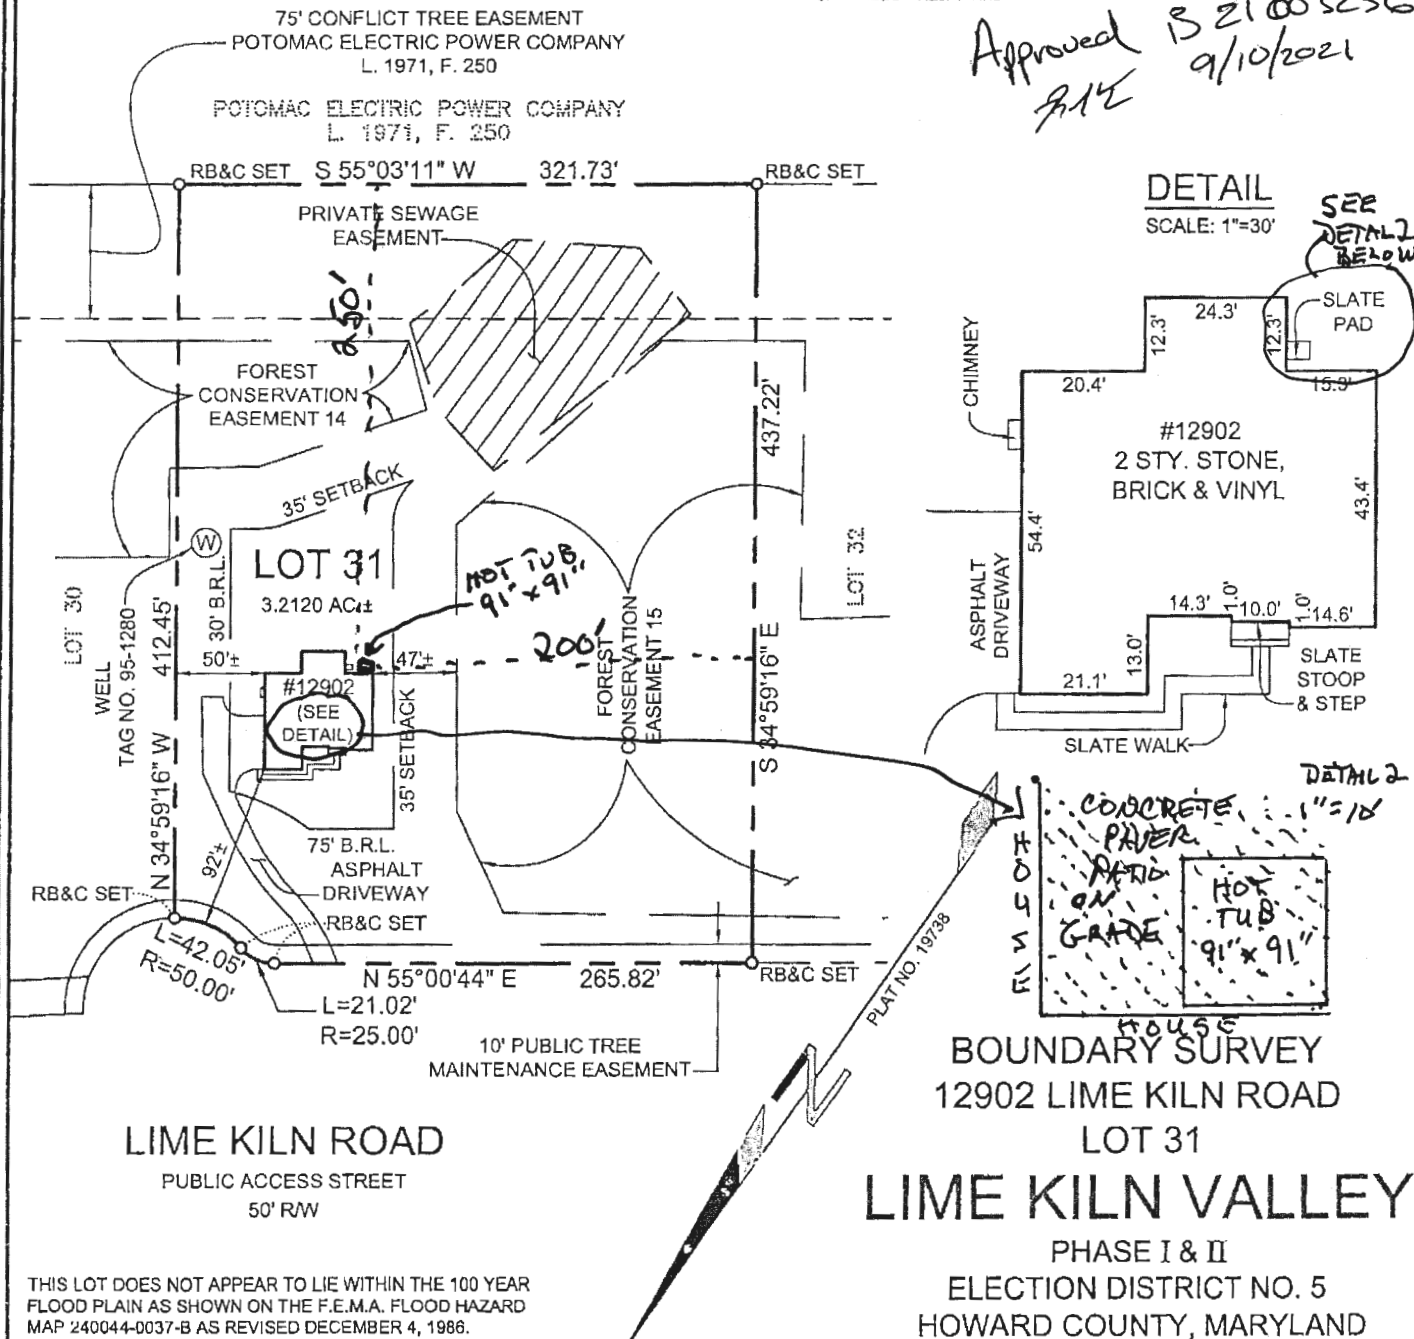 75' CONFLICT TREE EASEMENT
POTOMAC ELECTRIC POWER COMPANY
L. 1971, F. 250
POTOMAC ELECTRIC POWER COMPANY
L. 1971, F. 250
Approved
9/10/2021
RB&C SET
S 55°03'11" W
321.73'
RB&C SET
PRIVATE SEWAGE
EASEMENT
250'
FOREST
CONSERVATION
EASEMENT 14
437.22'
35' SETBACK
W
LOT 31
3.2120 AC±
HOT TUB
91" x 91"
LOT 30
WELL
TAG NO. 95-1280
412.45'
30' B.R.L.
50'±
47'±
200'
FOREST
CONSERVATION
EASEMENT 15
LOT 32
#12902
(SEE
DETAIL)
35' SETBACK
S 34°59'16" E
N 34°59'16" W
92'±
75' B.R.L.
ASPHALT
DRIVEWAY
RB&C SET
RB&C SET
L=42.05'
R=50.00'
N 55°00'44" E
265.82'
RB&C SET
L=21.02'
R=25.00'
10' PUBLIC TREE
MAINTENANCE EASEMENT
LIME KILN ROAD
PUBLIC ACCESS STREET
50' R/W
THIS LOT DOES NOT APPEAR TO LIE WITHIN THE 100 YEAR
FLOOD PLAIN AS SHOWN ON THE F.E.M.A. FLOOD HAZARD
MAP 240044-0037-B AS REVISED DECEMBER 4, 1986.
DETAIL
SCALE: 1"=30'
SEE
DETAL 2
BELOW
24.3'
12.3'
12.3'
SLATE
PAD
CHIMNEY
20.4'
15.9'
#12902
2 STY. STONE,
BRICK & VINYL
54.4'
43.4'
ASPHALT
DRIVEWAY
14.3'
1.0'
10.0'
1.0'
14.6'
13.0'
21.1'
SLATE
STOOP
& STEP
SLATE WALK
DETAIL 2
1"=10'
CONCRETE
PAVER
PATIO
ON
GRADE
HOT
TUB
91" x 91"
HOUSE
HOUSE
PLAT NO. 19738
N
BOUNDARY SURVEY
12902 LIME KILN ROAD
LOT 31
LIME KILN VALLEY
PHASE I & II
ELECTION DISTRICT NO. 5
HOWARD COUNTY, MARYLAND